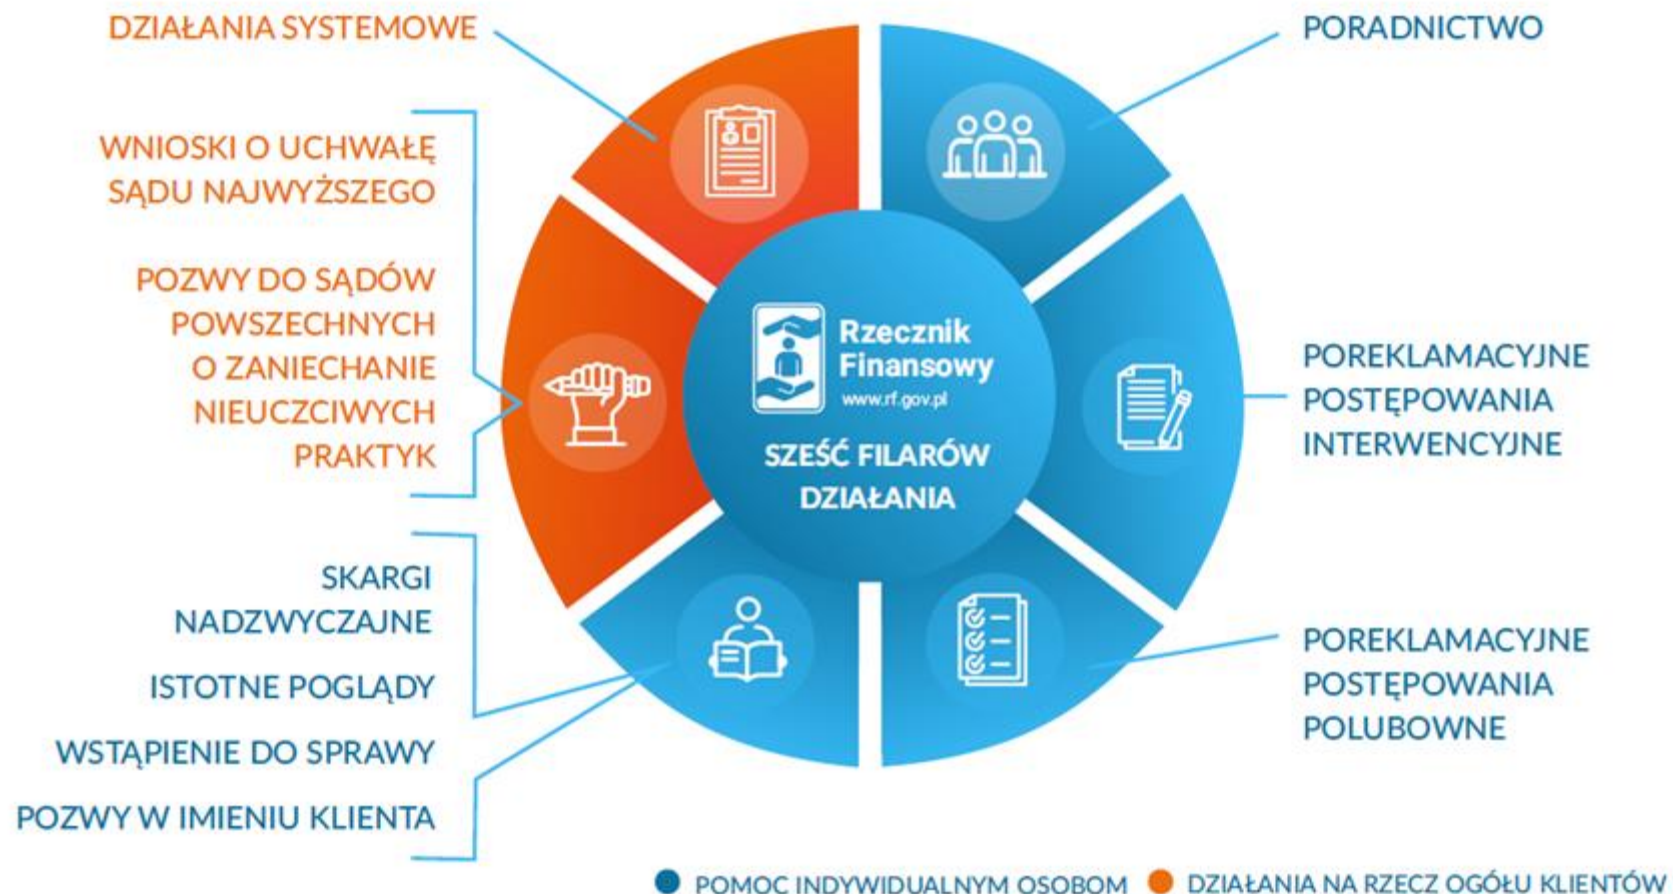 DZIAŁANIA SYSTEMOWE
WNIOSKI O UCHWAŁĘ
SĄDU NAJWYŻSZEGO
POZWY DO SĄDÓW
POWSZECHNYCH
O ZANIECHANIE
NIEUCZCIWYCH
PRAKTYK
SKARGI
NADZWYCZAJNE
ISTOTNE POGLĄDY
WSTĄPIENIE DO SPRAWY
POZWY W IMIENIU KLIENTA
Rzecznik
Finansowy
www.rf.gov.pl
SZEŚĆ FILARÓW
DZIAŁANIA
PORADNICTWO
POREKLAMACYJNE
POSTĘPOWANIA
INTERWENCYJNE
POREKLAMACYJNE
POSTĘPOWANIA
POLUBOWNE
POMOC INDYWIDUALNYM OSOBOM
DZIAŁANIA NA RZECZ OGÓŁU KLIENTÓW